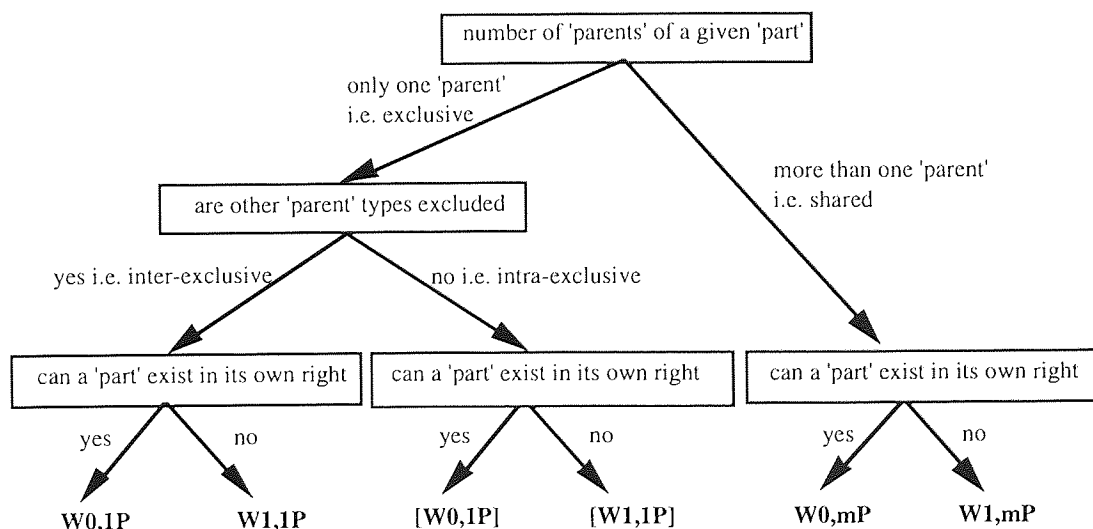 number of 'parents' of a given 'part'
only one 'parent'
i.e. exclusive
more than one 'parent'
i.e. shared
are other 'parent' types excluded
yes i.e. inter-exclusive
no i.e. intra-exclusive
can a 'part' exist in its own right
can a 'part' exist in its own right
can a 'part' exist in its own right
yes
no
yes
no
yes
no
W0,1P
W1,1P
[W0,1P]
[W1,1P]
W0,mP
W1,mP